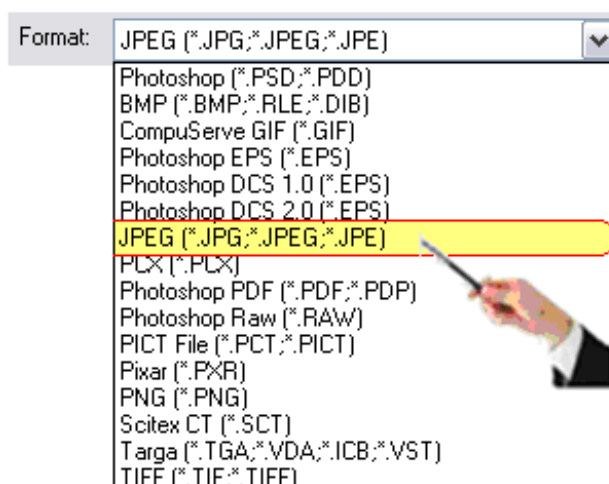 Format: JPEG (*.JPG;*.JPEG;*.JPE)
Photoshop (*.PSD;*.PDD)
BMP (*.BMP;*.RLE;*.DIB)
CompuServe GIF (*.GIF)
Photoshop EPS (*.EPS)
Photoshop DCS 1.0 (*.EPS)
Photoshop DCS 2.0 (*.EPS)
JPEG (*.JPG;*.JPEG;*.JPE)
PCX (*.PCX)
Photoshop PDF (*.PDF;*.PDP)
Photoshop Raw (*.RAW)
PICT File (*.PCT;*.PICT)
Pixar (*.PXR)
PNG (*.PNG)
Scitex CT (*.SCT)
Targa (*.TGA;*.VDA;*.ICB;*.VST)
TIFF (*.TIF;*.TIFF)